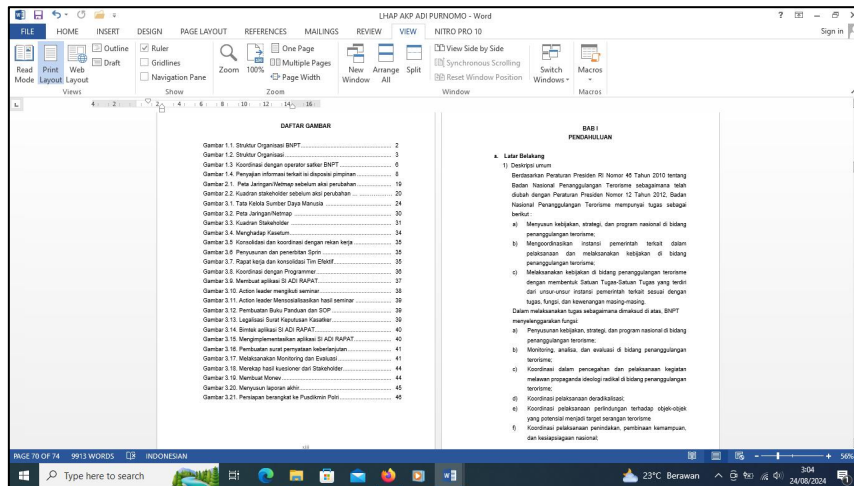 LHAP AKP ADI PURNOMO - Word
FILE HOME INSERT DESIGN PAGE LAYOUT REFERENCES MAILINGS REVIEW VIEW NITRO PRO 10 Sign in
Read Mode
Print Layout
Web Layout
Outline
Draft
Views
Ruler
Gridlines
Navigation Pane
Show
Zoom
100%
One Page
Multiple Pages
Page Width
Zoom
New Window
Arrange All
Split
View Side by Side
Synchronous Scrolling
Reset Window Position
Window
Switch Windows
Macros
Macros
4 2 2 4 6 8 10 12 14 16
DAFTAR GAMBAR
Gambar 1.1. Struktur Organisasi BNPT 2
Gambar 1.2. Struktur Organisasi 3
Gambar 1.3 Koordinasi dengan operator satker BNPT 6
Gambar 1.4. Penyajian informasi terkait isi disposisi pimpinan 8
Gambar 2.1. Peta Jaringan/Netmap sebelum aksi perubahan 19
Gambar 2.2. Kuadran stakeholder sebelum aksi perubahan ... 20
Gambar 3.1. Tata Kelola Sumber Daya Manusia 24
Gambar 3.2. Peta Jaringan/Netmap 30
Gambar 3.3. Kuadran Stakeholder 31
Gambar 3.4. Menghadap Kasetum 34
Gambar 3.5 Konsolidasi dan koordinasi dengan rekan kerja 35
Gambar 3.6 Penyusunan dan penerbitan Sprin 35
Gambar 3.7. Rapat kerja dan konsolidasi Tim Efektif 35
Gambar 3.8. Koordinasi dengan Programmer 36
Gambar 3.9. Membuat aplikasi SI ADI RAPAT 37
Gambar 3.10. Action leader mengikuti seminar 38
Gambar 3.11. Action leader Mensosialisasikan hasil seminar 39
Gambar 3.12. Pembuatan Buku Panduan dan SOP 39
Gambar 3.13. Legalisasi Surat Keputusan Kasatker 39
Gambar 3.14. Bimtek aplikasi SI ADI RAPAT 40
Gambar 3.15. Mengimplementasikan aplikasi SI ADI RAPAT 40
Gambar 3.16 Pembuatan surat pernyataan keberlanjutan 41
Gambar 3.17. Melaksanakan Monitoring dan Evaluasi 41
Gambar 3.18. Merekap hasil kuesioner dari Stakeholder 44
Gambar 3.19. Membuat Monev 44
Gambar 3.20. Menyusun laporan akhir 45
Gambar 3.21. Persiapan berangkat ke Pusdikmin Polri 46
BAB I
PENDAHULUAN
a. Latar Belakang
1) Deskripsi umum
Berdasarkan Peraturan Presiden RI Nomor 46 Tahun 2010 tentang
Badan Nasional Penanggulangan Terorisme sebagaimana telah
diubah dengan Peraturan Presiden Nomor 12 Tahun 2012, Badan
Nasional Penanggulangan Terorisme mempunyai tugas sebagai
berikut :
a) Menyusun kebijakan, strategi, dan program nasional di bidang
penanggulangan terorisme;
b) Mengoordinasikan instansi pemerintah terkait dalam
pelaksanaan dan melaksanakan kebijakan di bidang
penanggulangan terorisme;
c) Melaksanakan kebijakan di bidang penanggulangan terorisme
dengan membentuk Satuan Tugas-Satuan Tugas yang terdiri
dari unsur-unsur instansi pemerintah terkait sesuai dengan
tugas, fungsi, dan kewenangan masing-masing.
Dalam melaksanakan tugas sebagaimana dimaksud di atas, BNPT
menyelenggarakan fungsi:
a) Penyusunan kebijakan, strategi, dan program nasional di bidang
penanggulangan terorisme;
b) Monitoring, analisa, dan evaluasi di bidang penanggulangan
terorisme;
c) Koordinasi dalam pencegahan dan pelaksanaan kegiatan
melawan propaganda ideologi radikal di bidang penanggulangan
terorisme;
d) Koordinasi pelaksanaan deradikalisasi;
e) Koordinasi pelaksanaan perlindungan terhadap objek-objek
yang potensial menjadi target serangan terorisme
f) Koordinasi pelaksanaan penindakan, pembinaan kemampuan,
dan kesiapsiagaan nasional;
PAGE 70 OF 74 9913 WORDS INDONESIAN 56%
Type here to search 23°C Berawan 3:04
24/08/2024